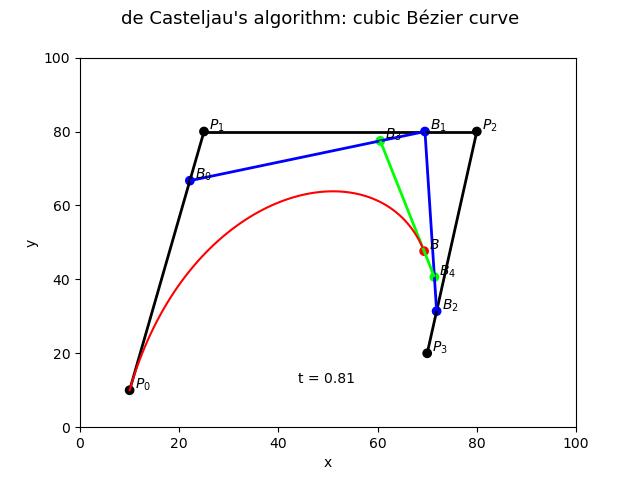 de Casteljau's algorithm: cubic Bézier curve
100
80
60
40
20
0
y
P₁
B₁
P₂
B₃
B₀
B
B₄
B₂
P₃
P₀
t = 0.81
0
20
40
60
80
100
x